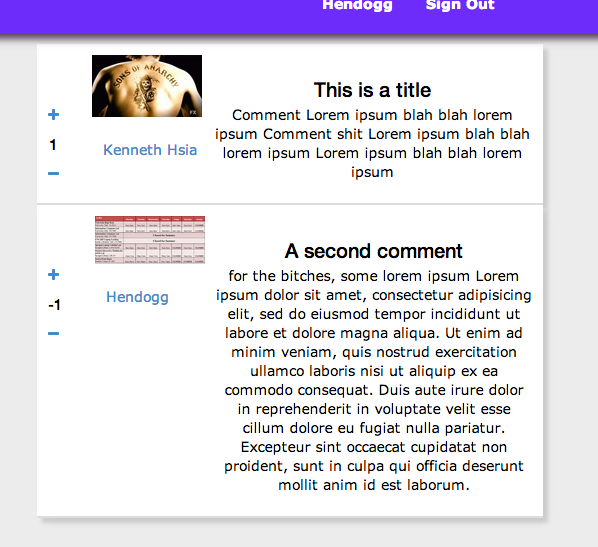 Hendogg Sign Out
SONS OF ANARCHY
FX
This is a title
Comment Lorem ipsum blah blah lorem
ipsum Comment shit Lorem ipsum blah blah
lorem ipsum Lorem ipsum blah blah lorem
ipsum
+
1
−
Kenneth Hsia
A second comment
for the bitches, some lorem ipsum Lorem
ipsum dolor sit amet, consectetur adipisicing
elit, sed do eiusmod tempor incididunt ut
labore et dolore magna aliqua. Ut enim ad
minim veniam, quis nostrud exercitation
ullamco laboris nisi ut aliquip ex ea
commodo consequat. Duis aute irure dolor
in reprehenderit in voluptate velit esse
cillum dolore eu fugiat nulla pariatur.
Excepteur sint occaecat cupidatat non
proident, sunt in culpa qui officia deserunt
mollit anim id est laborum.
+
-1
−
Hendogg